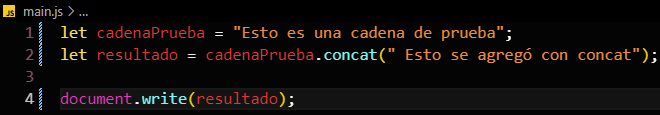 JS main.js > ...
1 let cadenaPrueba = "Esto es una cadena de prueba";
2 let resultado = cadenaPrueba.concat(" Esto se agregó con concat");
3
4 document.write(resultado);